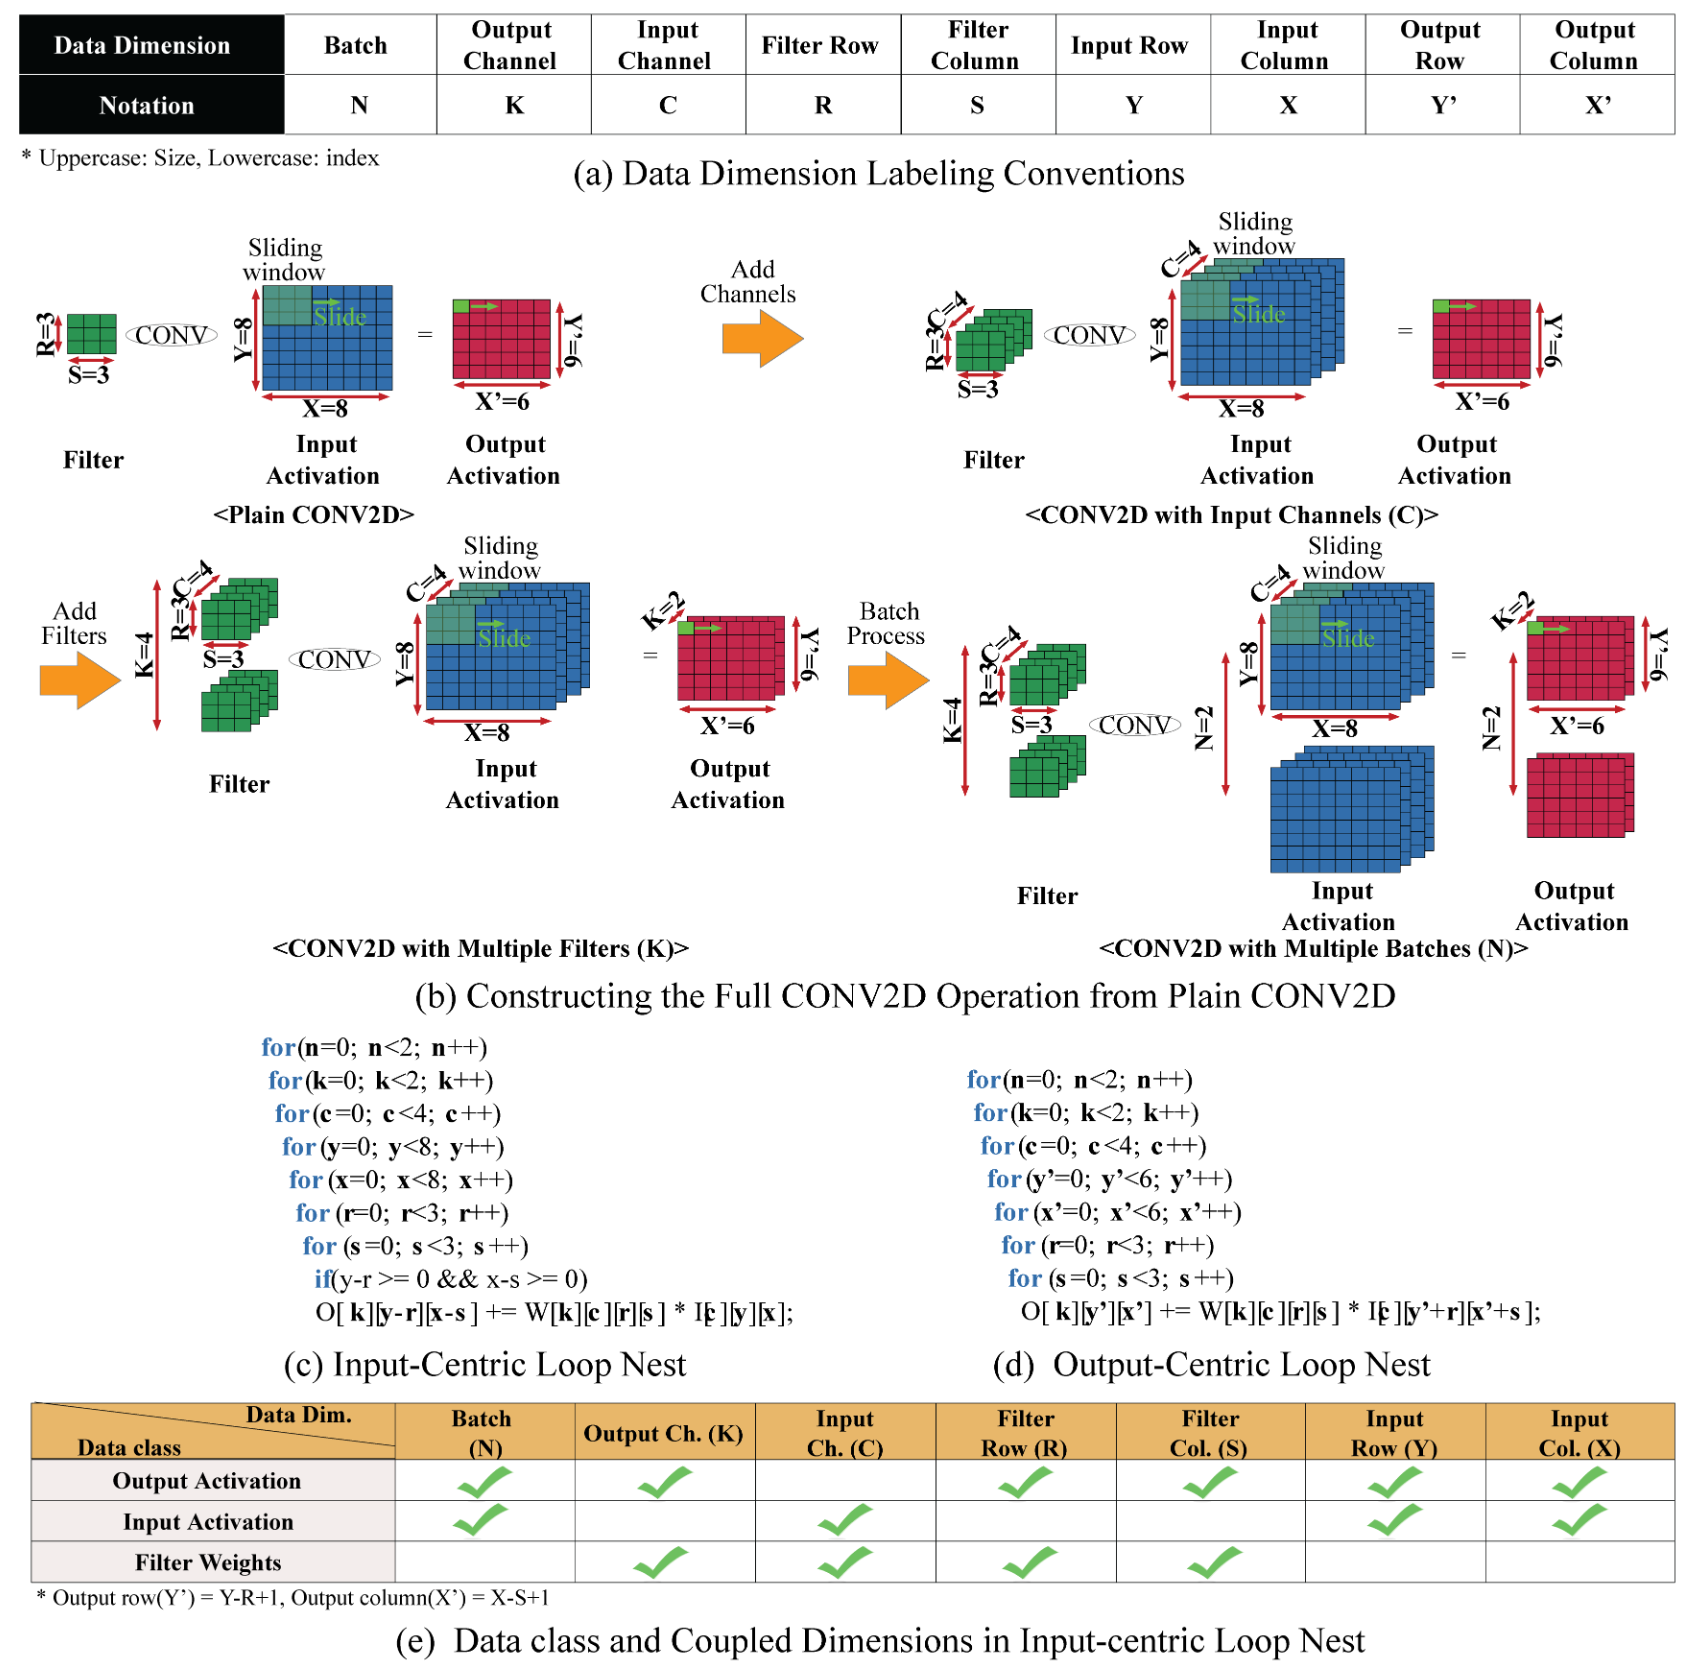 Data Dimension Batch Output Channel Input Channel Filter Row Filter Column Input Row Input Column Output Row Output Column
Notation N K C R S Y X Y’ X’
* Uppercase: Size, Lowercase: index
(a) Data Dimension Labeling Conventions
Sliding window
R=3
S=3
CONV
Y=8
Slide
X=8
=
Y’=6
X’=6
Filter
Input Activation
Output Activation
<Plain CONV2D>
Add Channels
Sliding window
C=4
R=3
S=3
CONV
C=4
Y=8
Slide
X=8
=
Y’=6
X’=6
Filter
Input Activation
Output Activation
<CONV2D with Input Channels (C)>
Add Filters
K=4
C=4
R=3
S=3
CONV
Sliding window
C=4
Y=8
Slide
X=8
=
K=2
Y’=6
X’=6
Filter
Input Activation
Output Activation
<CONV2D with Multiple Filters (K)>
Batch Process
K=4
C=4
R=3
S=3
CONV
Sliding window
C=4
Y=8
Slide
X=8
N=2
=
K=2
Y’=6
X’=6
N=2
Filter
Input Activation
Output Activation
<CONV2D with Multiple Batches (N)>
(b) Constructing the Full CONV2D Operation from Plain CONV2D
for(n=0; n<2; n++)
for(k=0; k<2; k++)
for(c=0; c<4; c++)
for(y=0; y<8; y++)
for(x=0; x<8; x++)
for(r=0; r<3; r++)
for (s=0; s<3; s++)
if(y-r >= 0 && x-s >= 0)
O[k][y-r][x-s] += W[k][c][r][s] * I[c][y][x];
(c) Input-Centric Loop Nest
for(n=0; n<2; n++)
for(k=0; k<2; k++)
for(c=0; c<4; c++)
for(y’=0; y’<6; y’++)
for(x’=0; x’<6; x’++)
for (r=0; r<3; r++)
for (s=0; s<3; s++)
O[k][y’][x’] += W[k][c][r][s] * I[c][y’+r][x’+s];
(d) Output-Centric Loop Nest
Data Dim.
Data class
Batch (N) Output Ch. (K) Input Ch. (C) Filter Row (R) Filter Col. (S) Input Row (Y) Input Col. (X)
Output Activation
Input Activation
Filter Weights
* Output row(Y’) = Y-R+1, Output column(X’) = X-S+1
(e) Data class and Coupled Dimensions in Input-centric Loop Nest